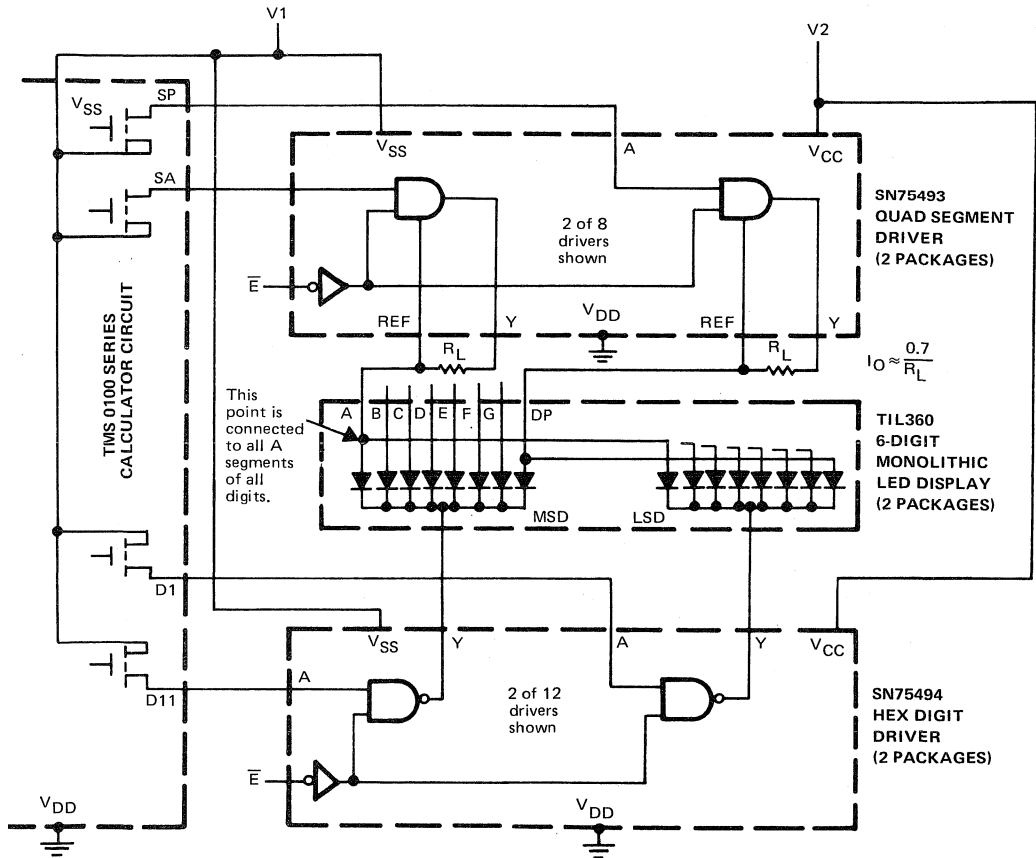 V1
V2
VSS
SP
SA
VSS
A
VCC
SN75493
QUAD SEGMENT
DRIVER
(2 PACKAGES)
2 of 8
drivers
shown
E̅
REF
Y
VDD
REF
Y
RL
RL
IO ≈ 0.7
RL
TMS 0100 SERIES
CALCULATOR CIRCUIT
This
point is
connected
to all A
segments
of all
digits.
A B C D E F G DP
TIL360
6-DIGIT
MONOLITHIC
LED DISPLAY
(2 PACKAGES)
MSD
LSD
D1
D11
VSS
Y
A
Y
VCC
A
2 of 12
drivers
shown
SN75494
HEX DIGIT
DRIVER
(2 PACKAGES)
E̅
VDD
VDD